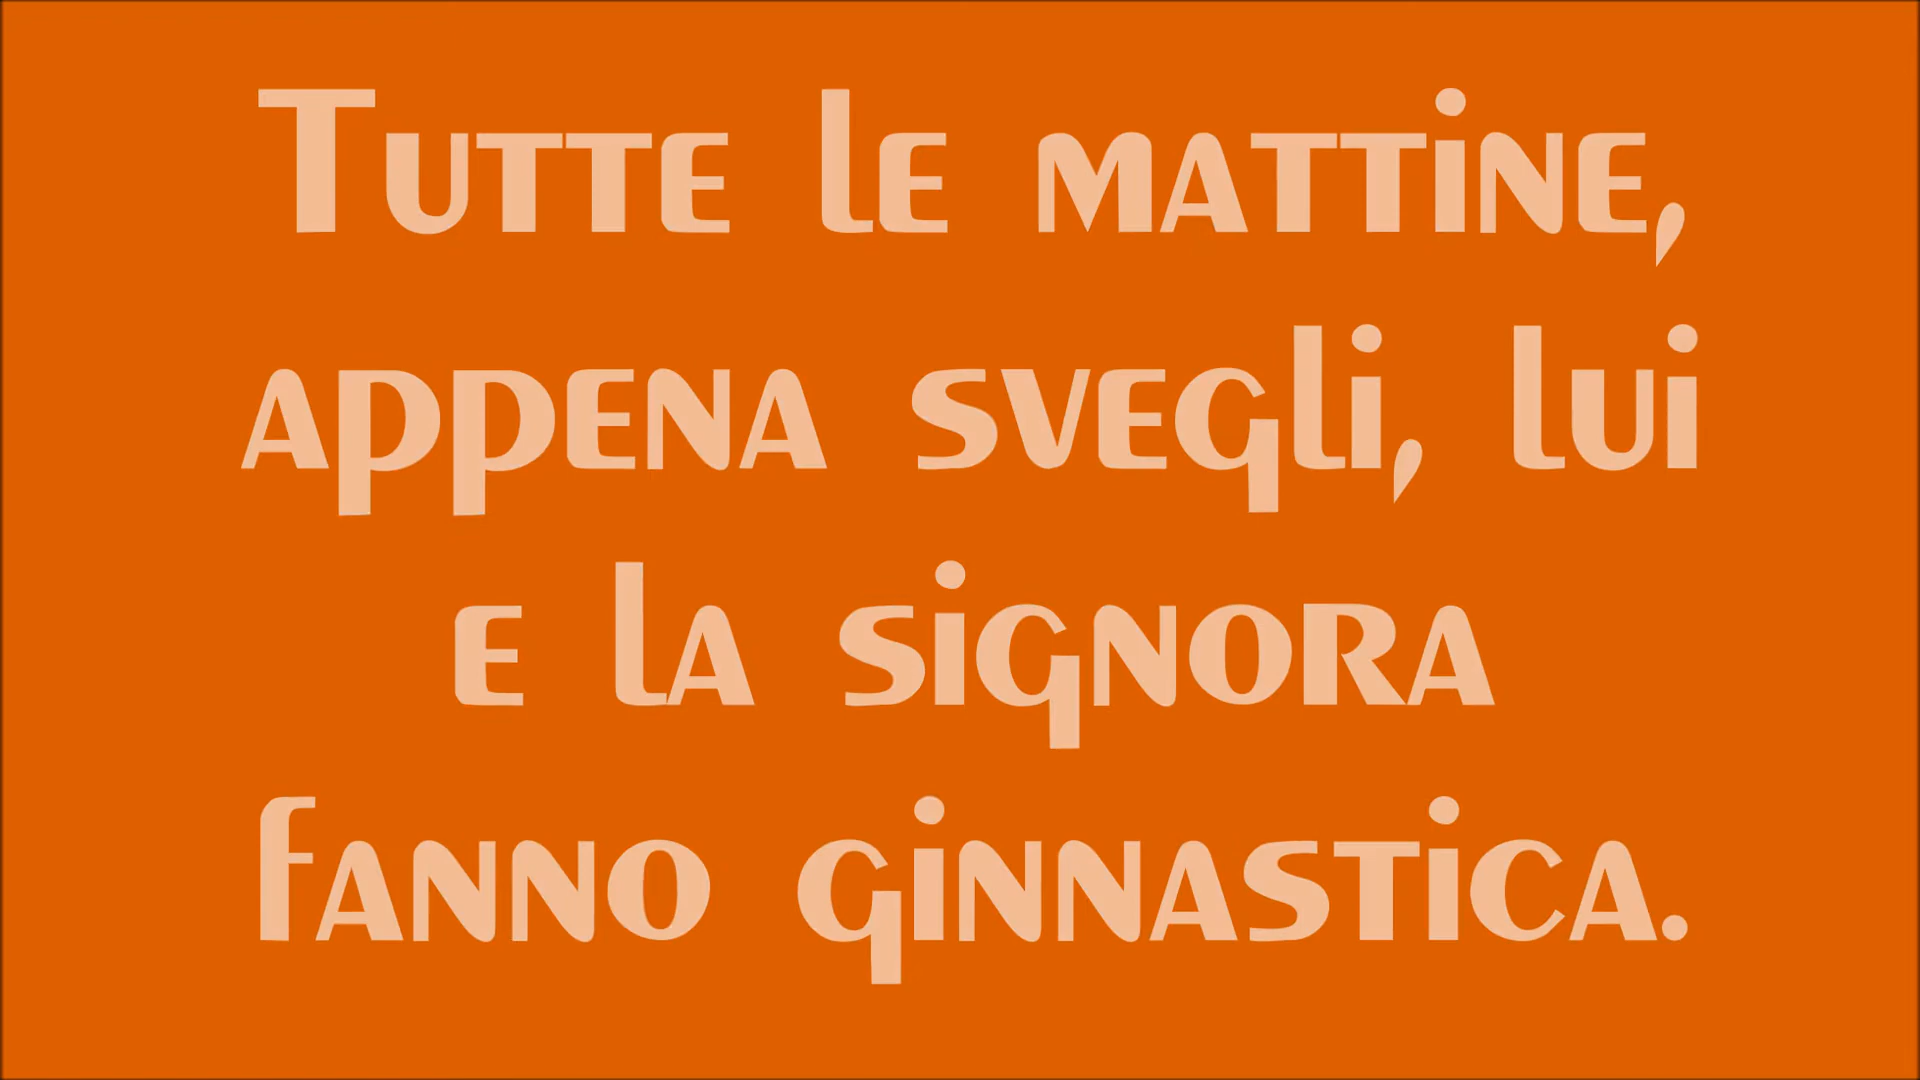 Tutte le mattine,
appena svegli, lui
e la signora
fanno ginnastica.